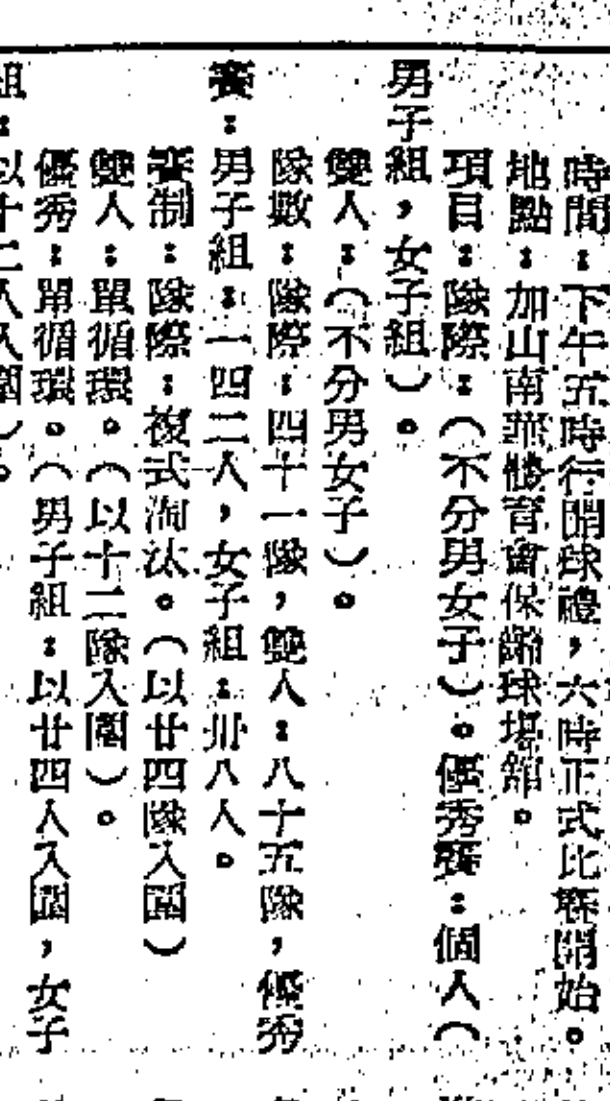 時間：下午五時行開球禮，六時正式比賽開始。
地點：加山南華體育會保齡球場館。
項目：隊際：（不分男女子）。優秀賽：個人（
男子組，女子組）。
雙人：（不分男女子）。
隊數：隊際：四十一隊，雙人：八十五隊，優秀
賽：男子組：一四二人，女子組：卅八人。
賽制：隊際：複式淘汰。（以廿四隊入圍）
雙人：單循環。（以十二隊入圍）。
優秀：單循環。（男子組：以廿四人入圍，女子
組：以十二人入圍）。